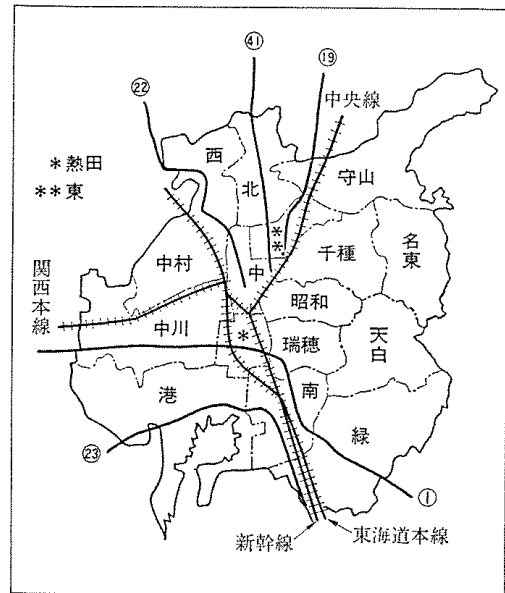 ㊶
⑲
㉒
中央線
西
北
守山
*熱田
**東
**
千種
名東
中村
中
関西本線
昭和
中川
*
瑞穂
天白
港
南
緑
㉓
①
新幹線
東海道本線